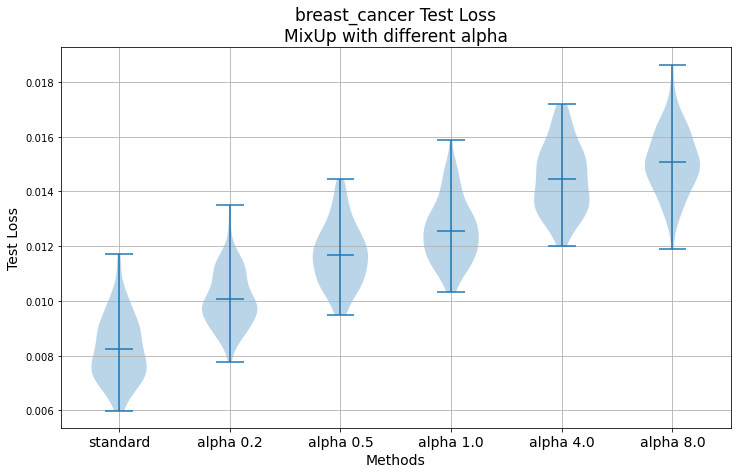 breast_cancer Test Loss
MixUp with different alpha
Test Loss
0.018
0.016
0.014
0.012
0.010
0.008
0.006
standard alpha 0.2 alpha 0.5 alpha 1.0 alpha 4.0 alpha 8.0
Methods